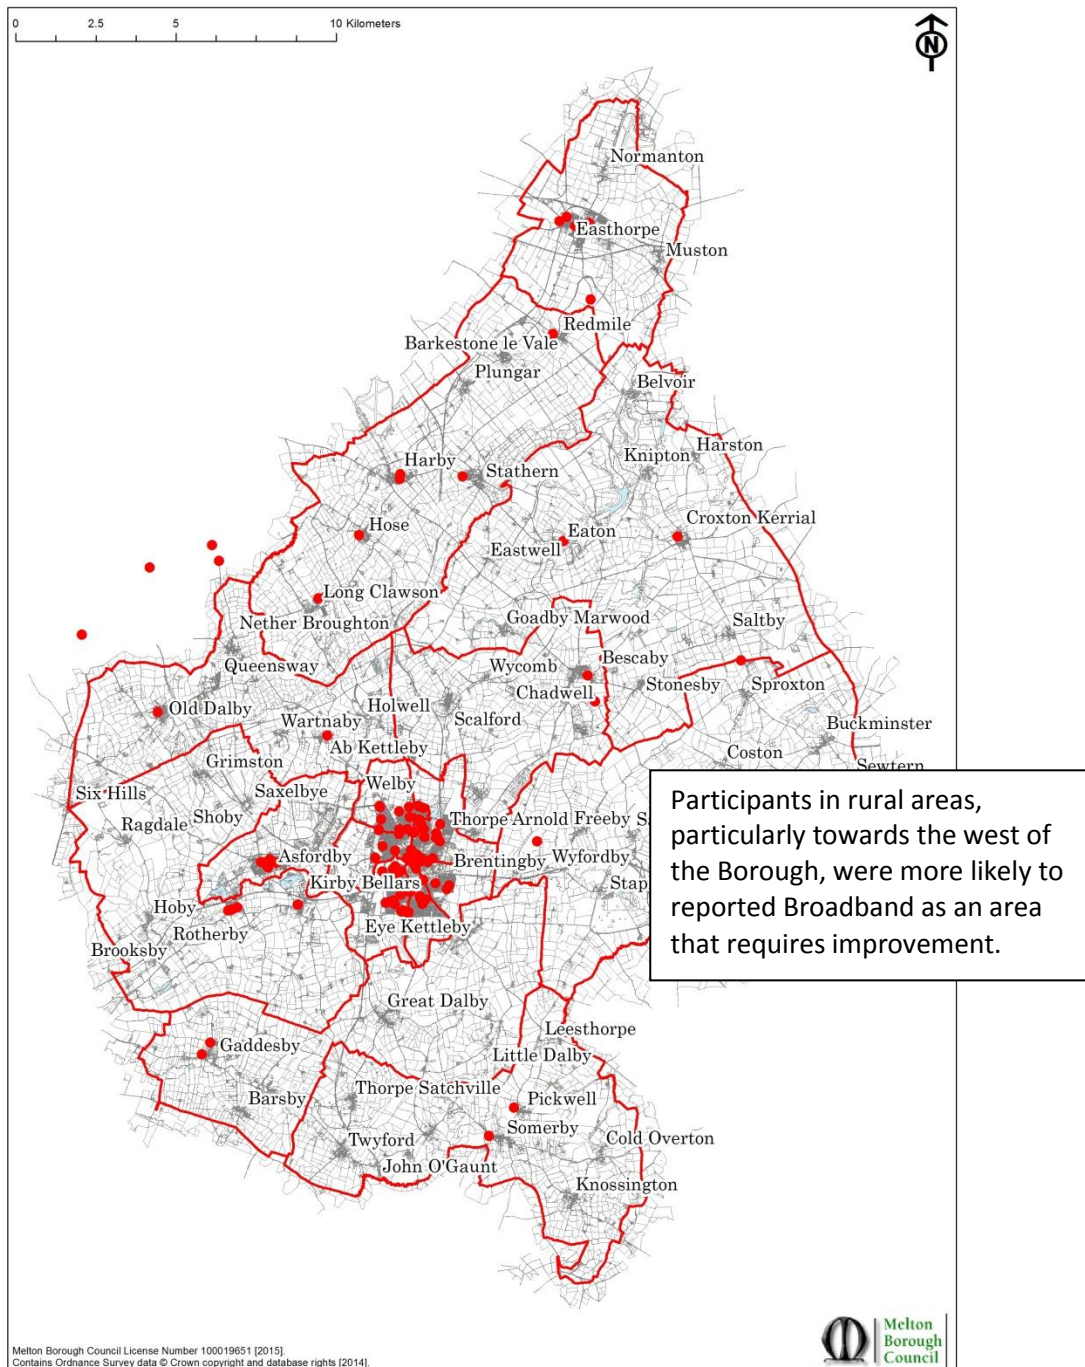 0 2.5 5 10 Kilometers
N
Normanton
Easthorpe
Muston
Redmile
Barkestone le Vale
Plungar
Belvoir
Harston
Knipton
Harby
Stathern
Croxton Kerrial
Hose
Eaton
Eastwell
Long Clawson
Nether Broughton
Goadby Marwood
Saltby
Queensway
Wycomb
Bescaby
Chadwell
Stonesby
Sproxton
Old Dalby
Holwell
Scalford
Wartnaby
Buckminster
Ab Kettleby
Coston
Sewtern
Grimston
Welby
Six Hills
Saxelbye
Shoby
Ragdale
Thorpe Arnold
Freeby
Asfordby
Brentingby
Wyfordby
Kirby Bellars
Stap
Hoby
Rotherby
Eye Kettleby
Brooksby
Participants in rural areas,
particularly towards the west of
the Borough, were more likely to
reported Broadband as an area
that requires improvement.
Great Dalby
Leesthorpe
Gaddesby
Little Dalby
Barsby
Thorpe Satchville
Pickwell
Somerby
Twyford
Cold Overton
John O'Gaunt
Knossington
Melton
Borough
Council
Melton Borough Council License Number 100019651 [2015].
Contains Ordnance Survey data © Crown copyright and database rights [2014].